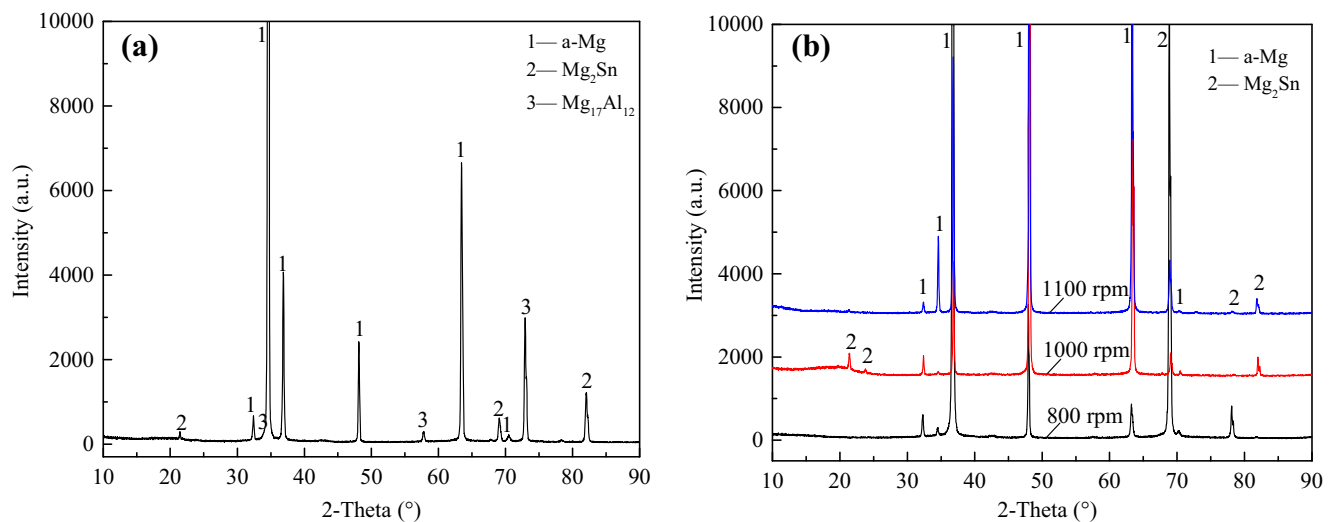 (a)
1— a-Mg
2— Mg2Sn
3— Mg17Al12
10000
8000
6000
4000
2000
0
Intensity (a.u.)
2
1
3
1
1
1
3
1
2
1
3
2
10 20 30 40 50 60 70 80 90
2-Theta (°)
(b)
1— a-Mg
2— Mg2Sn
10000
8000
6000
4000
2000
0
Intensity (a.u.)
1
1
1
2
1
1
1
2
2
1100 rpm
2
2
1000 rpm
800 rpm
10 20 30 40 50 60 70 80 90
2-Theta (°)